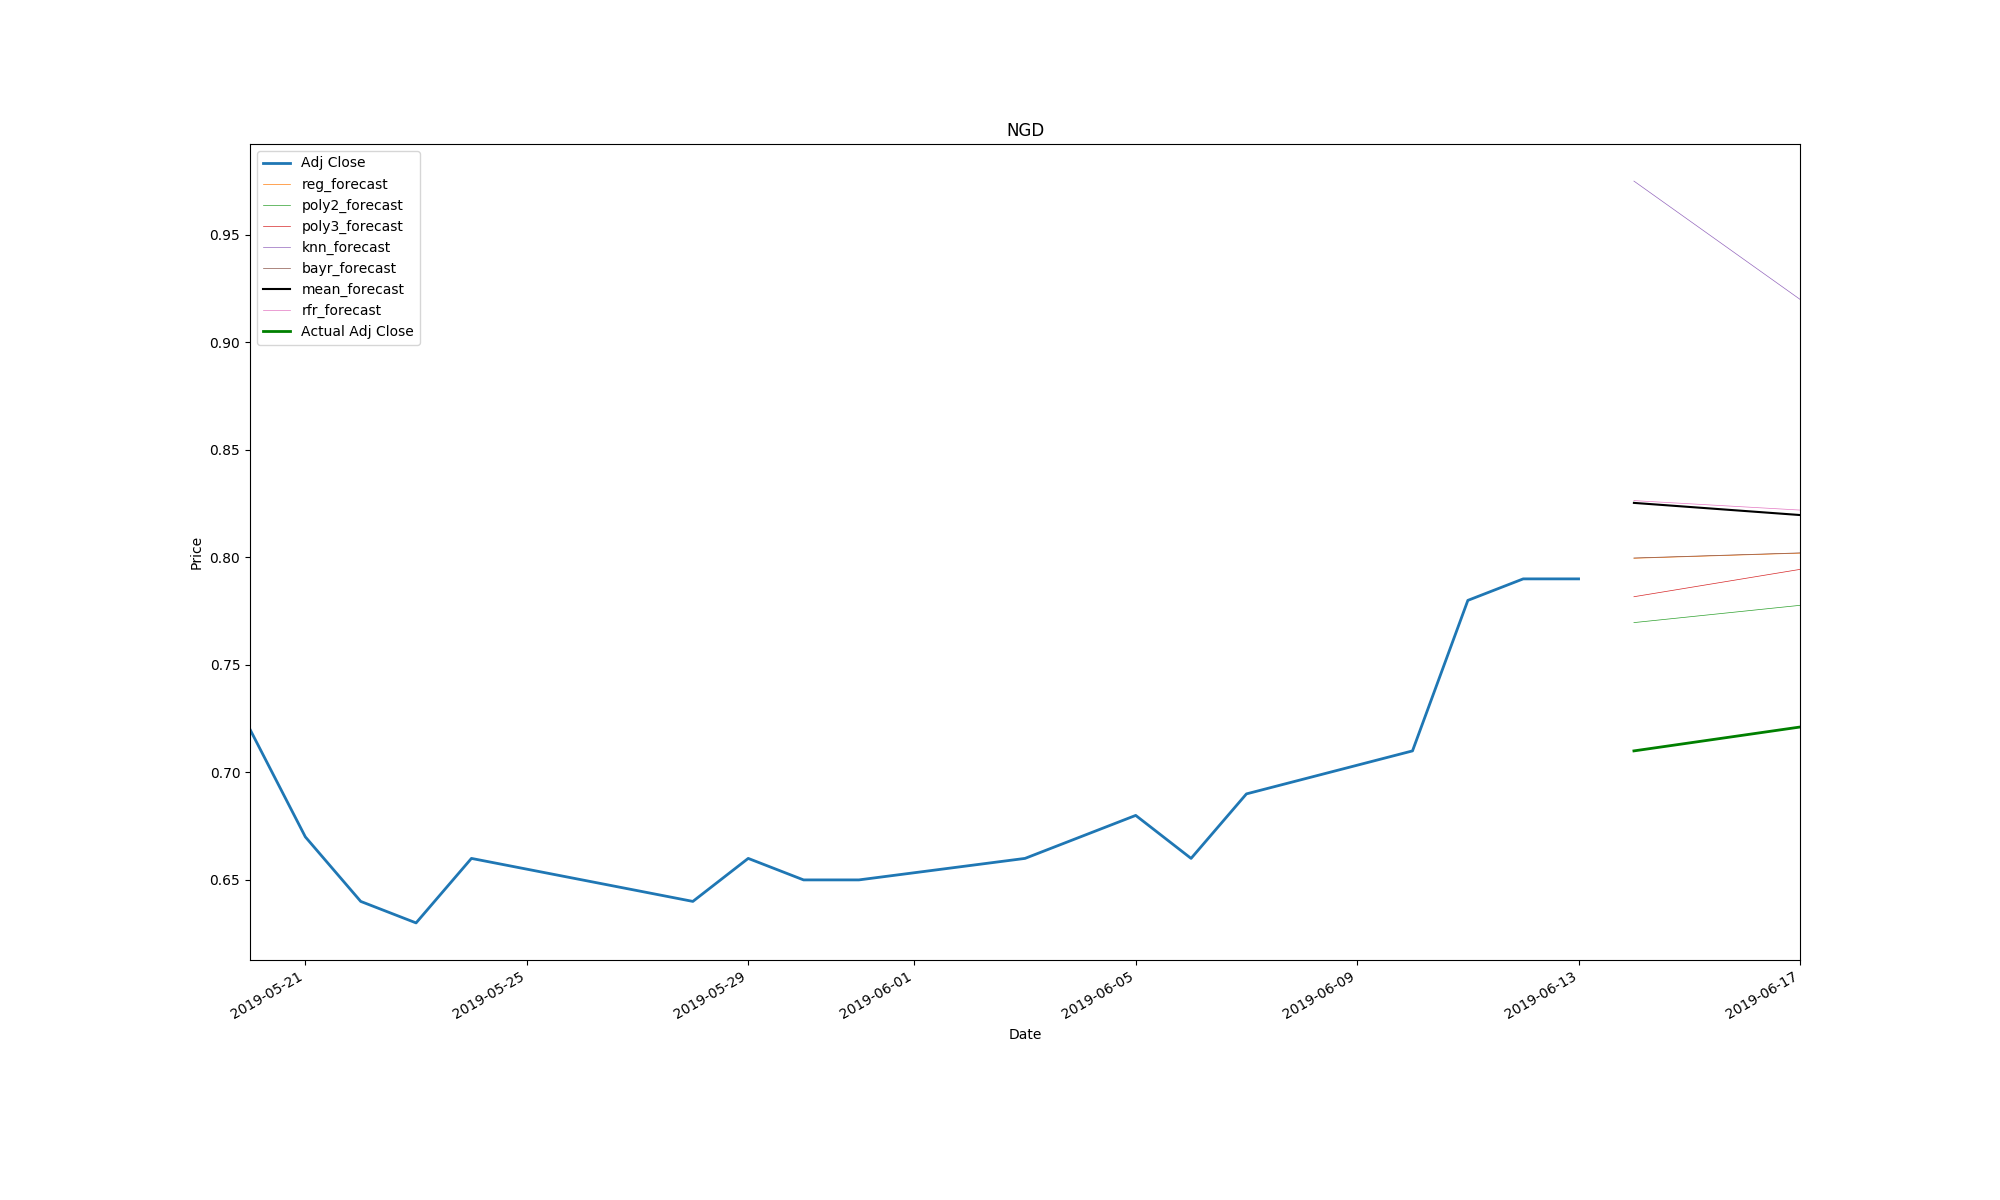 NGD
Adj Close
reg_forecast
poly2_forecast
poly3_forecast
knn_forecast
bayr_forecast
mean_forecast
rfr_forecast
Actual Adj Close
0.95
0.90
0.85
0.80
0.75
0.70
0.65
Price
2019-05-21
2019-05-25
2019-05-29
2019-06-01
2019-06-05
2019-06-09
2019-06-13
2019-06-17
Date